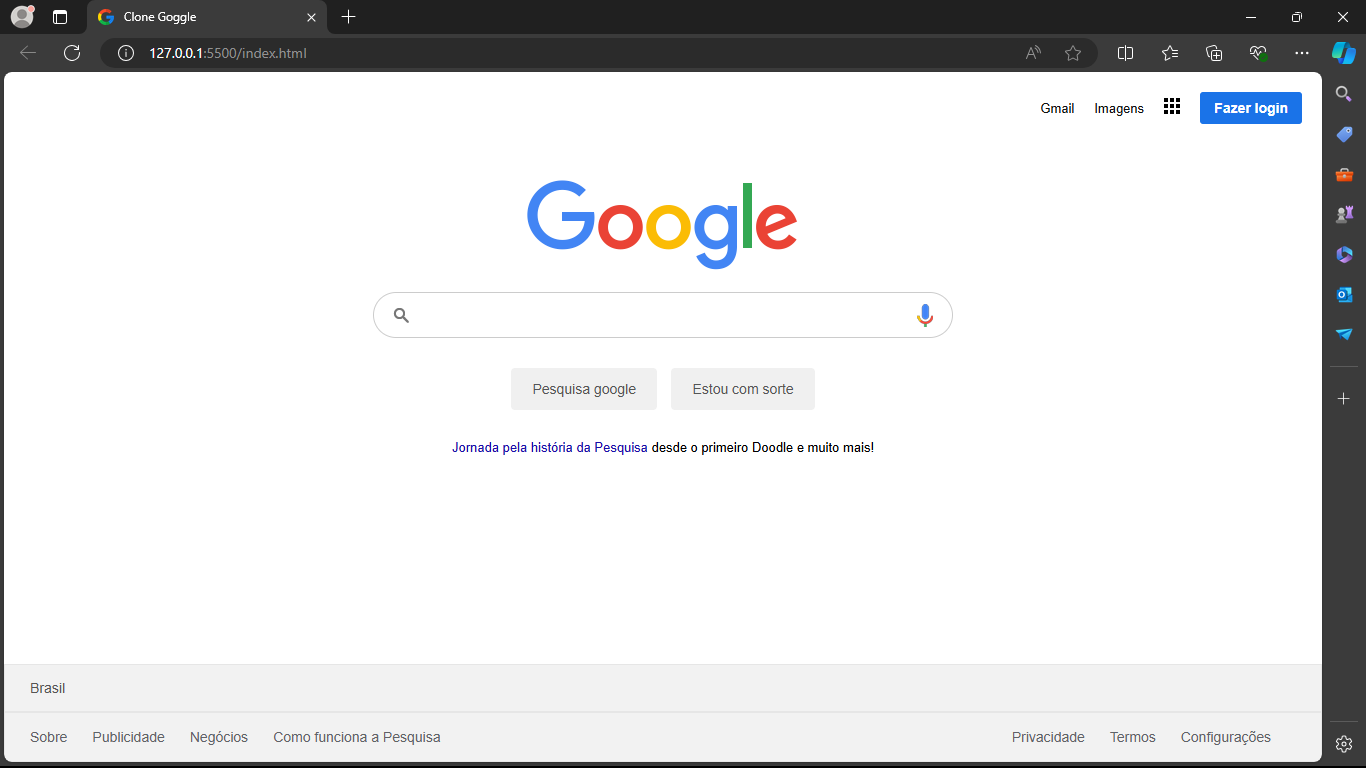 Clone Goggle
127.0.0.1:5500/index.html
Gmail Imagens Fazer login
Google
Pesquisa google Estou com sorte
Jornada pela história da Pesquisa desde o primeiro Doodle e muito mais!
Brasil
Sobre Publicidade Negócios Como funciona a Pesquisa Privacidade Termos Configurações